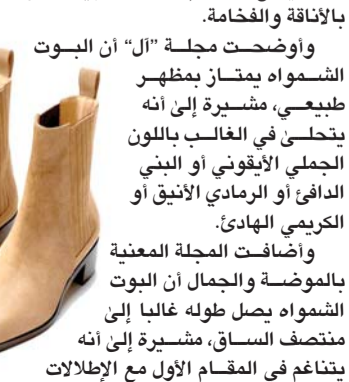 بالأناقة والفخامة.
وأوضحت مجلة "آل" أن البوت
الشمواه يمتاز بمظهر
طبيعي، مشيرة إلى أنه
يتحلى في الغالب باللون
الجملي الأيقوني أو البني
الدافئ أو الرمادي الأنيق أو
الكريمي الهادئ.
وأضافت المجلة المعنية
بالموضة والجمال أن البوت
الشمواه يصل طوله غالبا إلى
منتصف الساق، مشيرة إلى أنه
يتناغم في المقام الأول مع الإطلالات